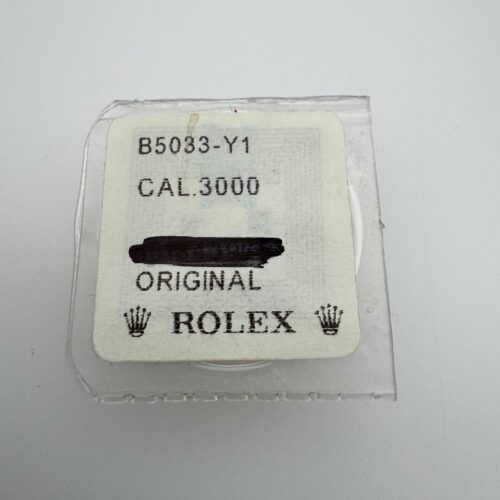 B5033-Y1
CAL.3000
ORIGINAL
ROLEX